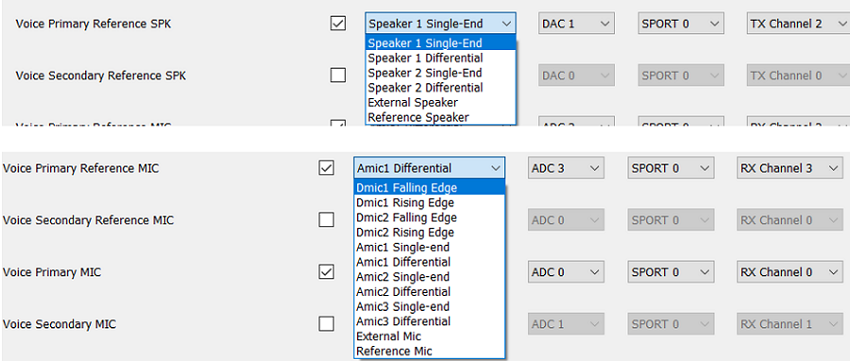 Voice Primary Reference SPK Speaker 1 Single-End DAC 1 SPORT 0 TX Channel 2
Speaker 1 Single-End
Speaker 1 Differential
Voice Secondary Reference SPK Speaker 2 Single-End DAC 0 SPORT 0 TX Channel 0
Speaker 2 Differential
External Speaker
Reference Speaker
Voice Primary Reference MIC
Voice Primary Reference MIC Amic1 Differential ADC 3 SPORT 0 RX Channel 3
Dmic1 Falling Edge
Dmic1 Rising Edge
Voice Secondary Reference MIC Dmic2 Falling Edge ADC 0 SPORT 0 RX Channel 0
Dmic2 Rising Edge
Amic1 Single-end
Amic1 Differential
Voice Primary MIC Amic2 Single-end ADC 0 SPORT 0 RX Channel 0
Amic2 Differential
Amic3 Single-end
Voice Secondary MIC Amic3 Differential ADC 1 SPORT 0 RX Channel 1
External Mic
Reference Mic